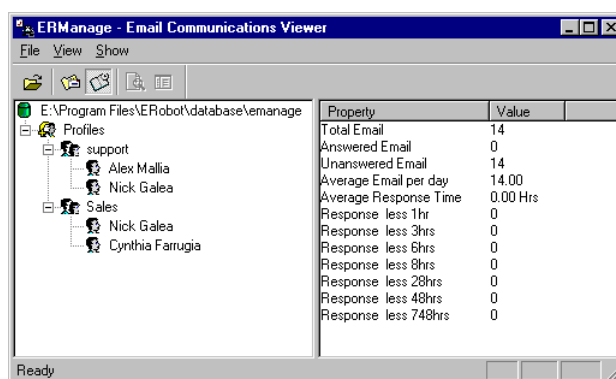 ERManage - Email Communications Viewer
File View Show
E:\Program Files\ERobot\database\emanage
Profiles
support
Alex Mallia
Nick Galea
Sales
Nick Galea
Cynthia Farrugia
Property Value
Total Email 14
Answered Email 0
Unanswered Email 14
Average Email per day 14.00
Average Response Time 0.00 Hrs
Response less 1hr 0
Response less 3hrs 0
Response less 6hrs 0
Response less 8hrs 0
Response less 28hrs 0
Response less 48hrs 0
Response less 748hrs 0
Ready